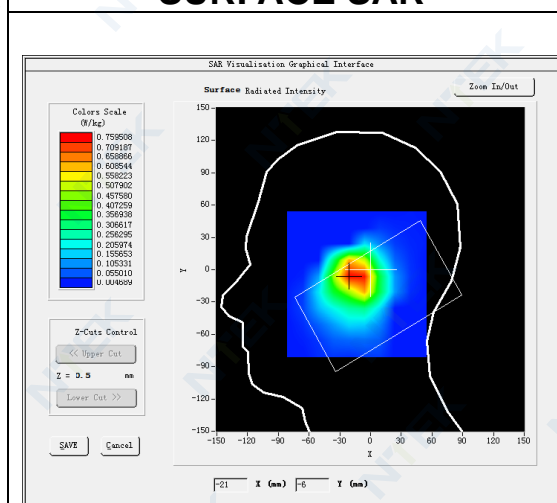 SURFACE SAR
SAR Visualisation Graphical Interface
Surface Radiated Intensity
Zoom In/Out
Colors Scale
(W/kg)
0.759508
0.709187
0.658866
0.608544
0.558223
0.507902
0.457580
0.407259
0.356938
0.306617
0.256295
0.205974
0.155653
0.105331
0.055010
0.004689
150
120
90
60
30
0
-30
-60
-90
-120
-150
Y
-150 -120 -90 -60 -30 0 30 60 90 120 150
X
Z-Cuts Control
<< Upper Cut
Z = 3.5 mm
Lower Cut >>
SAVE Cancel
-21 X (mm) -6 Y (mm)
NTEK